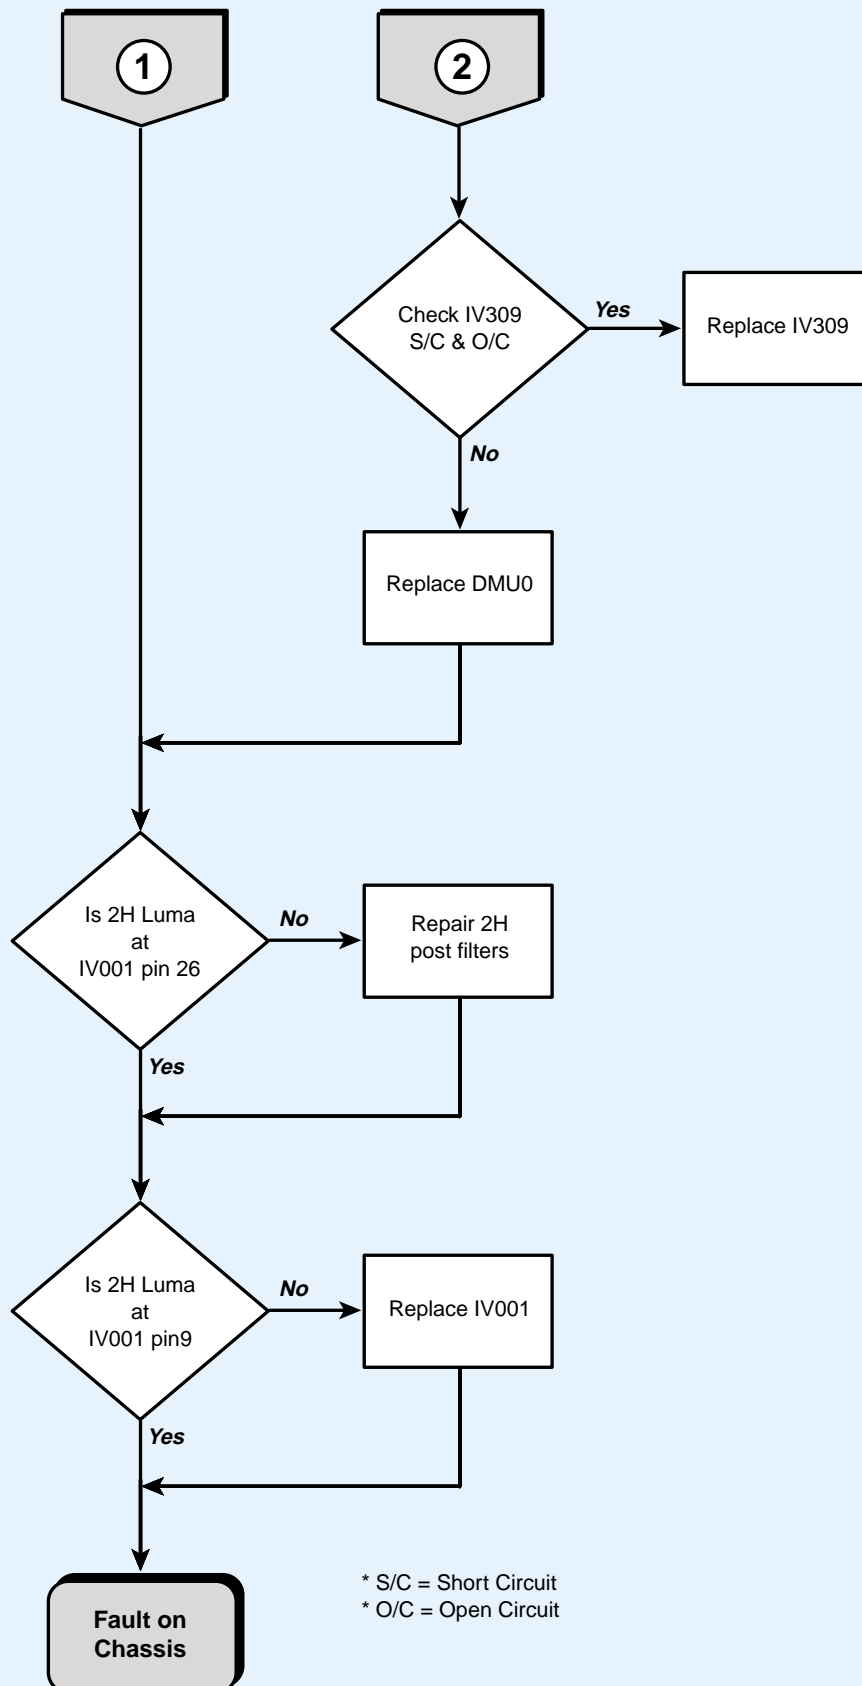 1
2
Check IV309
S/C & O/C
Yes
Replace IV309
No
Replace DMU0
Is 2H Luma
at
IV001 pin 26
No
Repair 2H
post filters
Yes
Is 2H Luma
at
IV001 pin9
No
Replace IV001
Yes
* S/C = Short Circuit
* O/C = Open Circuit
Fault on
Chassis